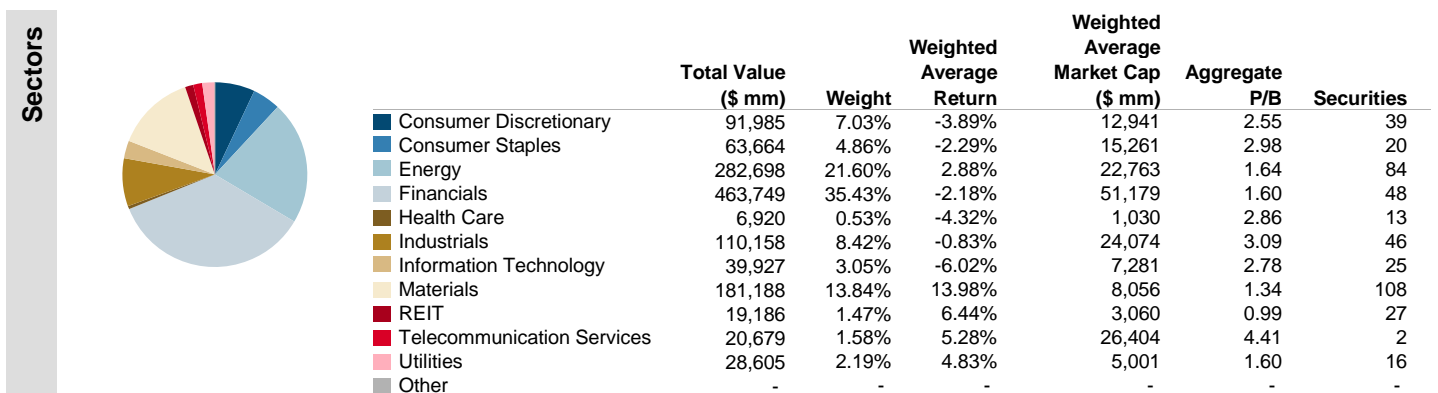 Sectors
Total Value ($ mm) Weight Weighted Average Return Weighted Average Market Cap ($ mm) Aggregate P/B Securities
Consumer Discretionary 91,985 7.03% -3.89% 12,941 2.55 39
Consumer Staples 63,664 4.86% -2.29% 15,261 2.98 20
Energy 282,698 21.60% 2.88% 22,763 1.64 84
Financials 463,749 35.43% -2.18% 51,179 1.60 48
Health Care 6,920 0.53% -4.32% 1,030 2.86 13
Industrials 110,158 8.42% -0.83% 24,074 3.09 46
Information Technology 39,927 3.05% -6.02% 7,281 2.78 25
Materials 181,188 13.84% 13.98% 8,056 1.34 108
REIT 19,186 1.47% 6.44% 3,060 0.99 27
Telecommunication Services 20,679 1.58% 5.28% 26,404 4.41 2
Utilities 28,605 2.19% 4.83% 5,001 1.60 16
Other - - - - - -